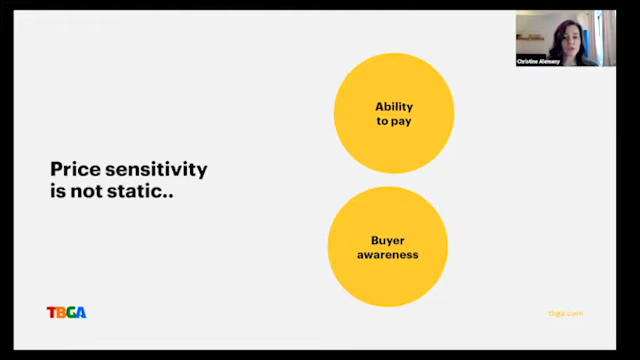 Christine Alemany
Ability
to pay
Price sensitivity
is not static..
Buyer
awareness
TBGA
tbga.com